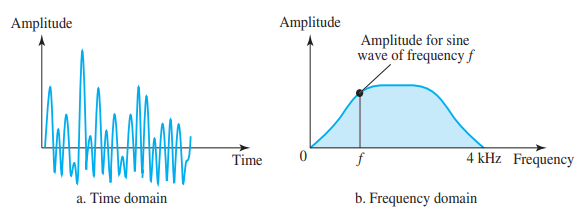 Amplitude
Time
a. Time domain
Amplitude
Amplitude for sine
wave of frequency f
0
f
4 kHz
Frequency
b. Frequency domain